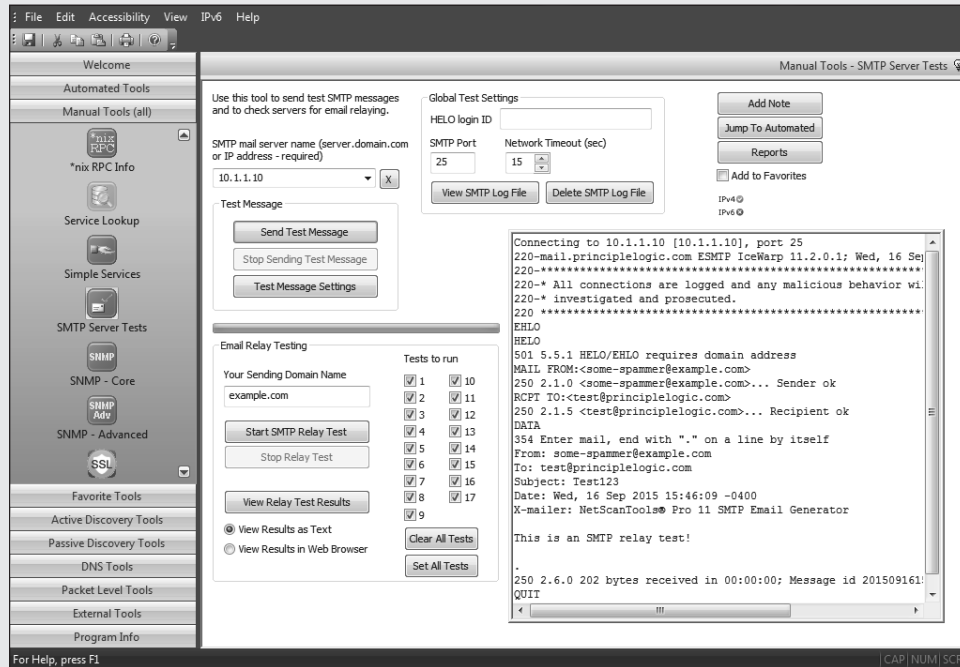 File Edit Accessibility View IPv6 Help
Welcome
Automated Tools
Manual Tools (all)
*nix RPC
*nix RPC Info
Service Lookup
Simple Services
SMTP Server Tests
SNMP
SNMP - Core
SNMP Adv
SNMP - Advanced
SSL
Favorite Tools
Active Discovery Tools
Passive Discovery Tools
DNS Tools
Packet Level Tools
External Tools
Program Info
Manual Tools - SMTP Server Tests
Use this tool to send test SMTP messages
and to check servers for email relaying.
SMTP mail server name (server.domain.com
or IP address - required)
10.1.1.10
X
Test Message
Send Test Message
Stop Sending Test Message
Test Message Settings
Global Test Settings
HELO login ID
SMTP Port Network Timeout (sec)
25 15
View SMTP Log File Delete SMTP Log File
Add Note
Jump To Automated
Reports
Add to Favorites
IPv4
IPv6
Email Relay Testing
Your Sending Domain Name
example.com
Start SMTP Relay Test
Stop Relay Test
View Relay Test Results
View Results as Text
View Results in Web Browser
Tests to run
1 10
2 11
3 12
4 13
5 14
6 15
7 16
8 17
9
Clear All Tests
Set All Tests
Connecting to 10.1.1.10 [10.1.1.10], port 25
220-mail.principlelogic.com ESMTP IceWarp 11.2.0.1; Wed, 16 Sep
220-*****************************************************
220-* All connections are logged and any malicious behavior wi
220-* investigated and prosecuted.
220 *****************************************************
EHLO
HELO
501 5.5.1 HELO/EHLO requires domain address
MAIL FROM:<some-spammer@example.com>
250 2.1.0 <some-spammer@example.com>... Sender ok
RCPT TO:<test@principlelogic.com>
250 2.1.5 <test@principlelogic.com>... Recipient ok
DATA
354 Enter mail, end with "." on a line by itself
From: some-spammer@example.com
To: test@principlelogic.com
Subject: Test123
Date: Wed, 16 Sep 2015 15:46:09 -0400
X-mailer: NetScanTools® Pro 11 SMTP Email Generator
This is an SMTP relay test!
.
250 2.6.0 202 bytes received in 00:00:00; Message id 201509161
QUIT
For Help, press F1
CAP NUM SCR